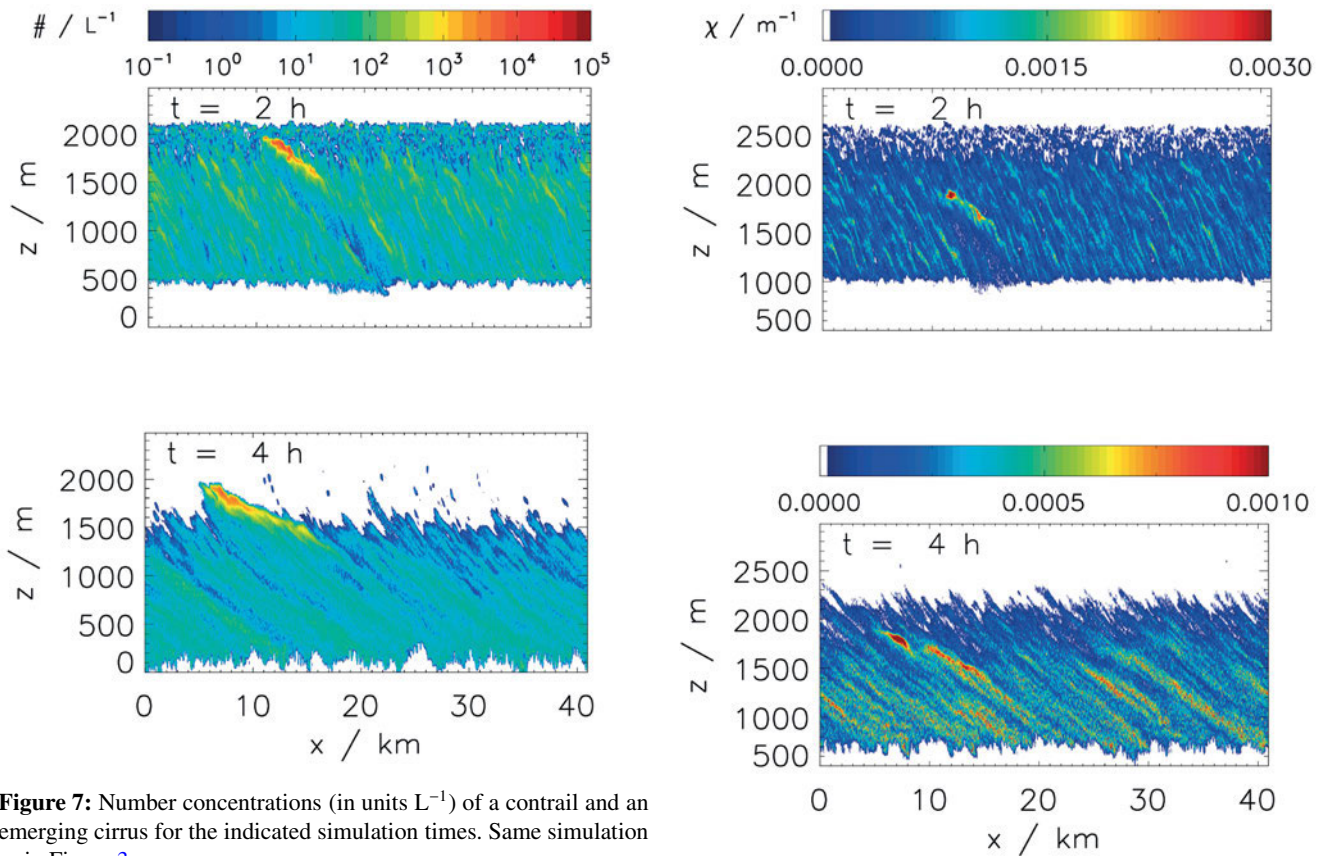 # / L⁻¹
10⁻¹ 10⁰ 10¹ 10² 10³ 10⁴ 10⁵
t = 2 h
2000
1500
1000
500
0
z / m
t = 4 h
2000
1500
1000
500
0
z / m
0 10 20 30 40
x / km
Figure 7: Number concentrations (in units L⁻¹) of a contrail and an
emerging cirrus for the indicated simulation times. Same simulation
χ / m⁻¹
0.0000 0.0015 0.0030
t = 2 h
2500
2000
1500
1000
500
z / m
0.0000 0.0005 0.0010
t = 4 h
2500
2000
1500
1000
500
z / m
0 10 20 30 40
x / km